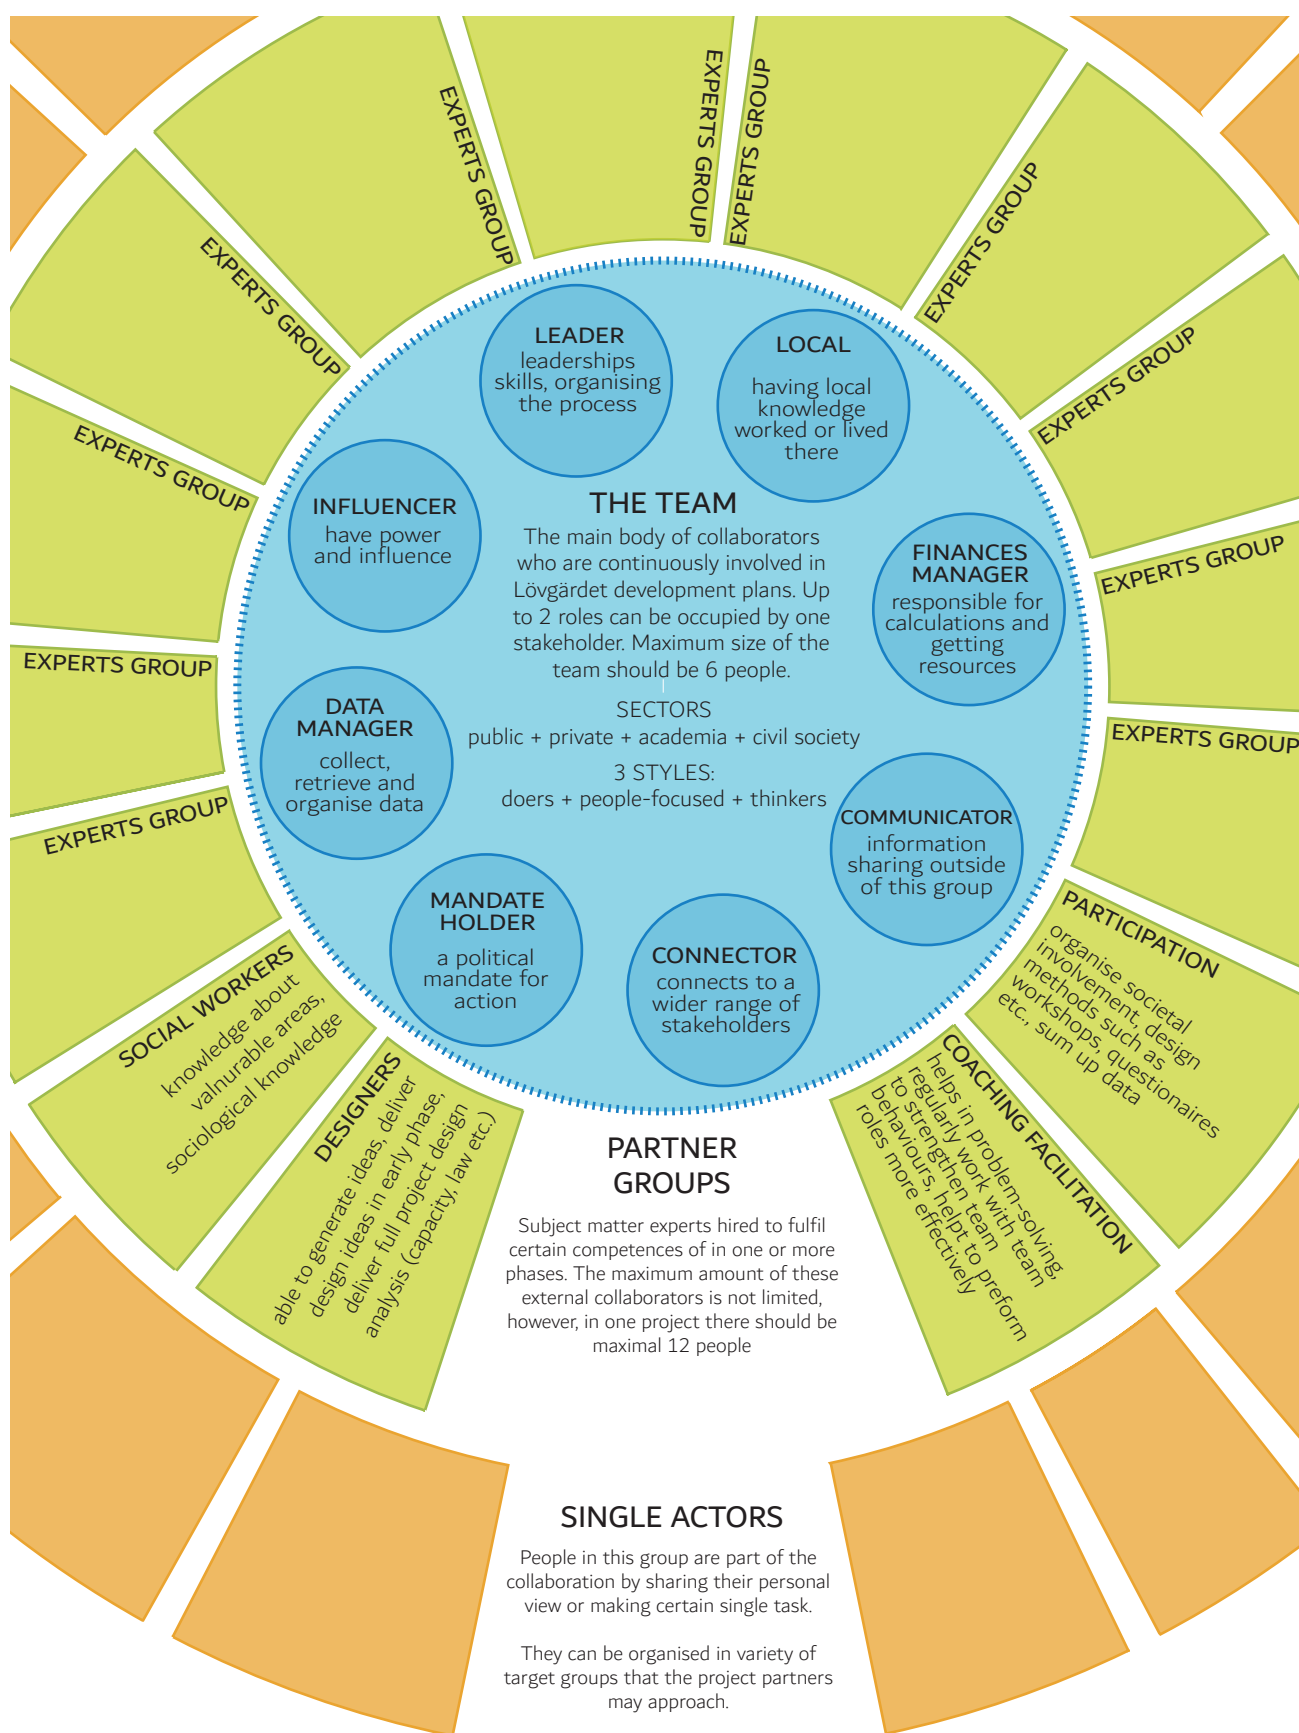 EXPERTS GROUP
EXPERTS GROUP
EXPERTS GROUP
EXPERTS GROUP
EXPERTS GROUP
EXPERTS GROUP
EXPERTS GROUP
EXPERTS GROUP
EXPERTS GROUP
EXPERTS GROUP
EXPERTS GROUP
LEADER
leaderships
skills, organising
the process
LOCAL
having local
knowledge
worked or lived
there
INFLUENCER
have power
and influence
THE TEAM
The main body of collaborators
who are continuously involved in
Lövgärdet development plans. Up
to 2 roles can be occupied by one
stakeholder. Maximum size of the
team should be 6 people.
SECTORS
public + private + academia + civil society
3 STYLES:
doers + people-focused + thinkers
FINANCES
MANAGER
responsible for
calculations and
getting
resources
DATA
MANAGER
collect,
retrieve and
organise data
COMMUNICATOR
information
sharing outside
of this group
MANDATE
HOLDER
a political
mandate for
action
CONNECTOR
connects to a
wider range of
stakeholders
SOCIAL WORKERS
knowledge about
valnurable areas,
sociological knowledge
DESIGNERS
able to generate ideas, deliver
design ideas in early phase,
deliver full project design
analysis (capacity, law etc.)
PARTICIPATION
organise societal
involvement, design
methods such as
workshops, questionaires
etc., sum up data
COACHING FACILITATION
helps in problem-solving,
regularly work with team
to strengthen team
behaviours, helpt to preform
roles more effectively
PARTNER
GROUPS
Subject matter experts hired to fulfil
certain competences of in one or more
phases. The maximum amount of these
external collaborators is not limited,
however, in one project there should be
maximal 12 people
SINGLE ACTORS
People in this group are part of the
collaboration by sharing their personal
view or making certain single task.
They can be organised in variety of
target groups that the project partners
may approach.